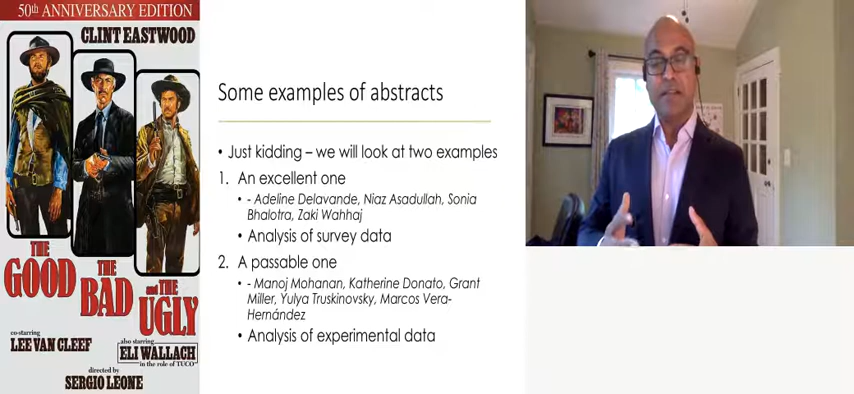 50th ANNIVERSARY EDITION
CLINT EASTWOOD
THE
GOOD
THE
BAD
and THE
UGLY
co-starring
LEE VAN CLEEF
also starring
ELI WALLACH
in the role of TUCO
directed by
SERGIO LEONE
Some examples of abstracts
• Just kidding – we will look at two examples
1. An excellent one
• - Adeline Delavande, Niaz Asadullah, Sonia
Bhalotra, Zaki Wahhaj
• Analysis of survey data
2. A passable one
• - Manoj Mohanan, Katherine Donato, Grant
Miller, Yulya Truskinovsky, Marcos Vera-
Hernández
• Analysis of experimental data